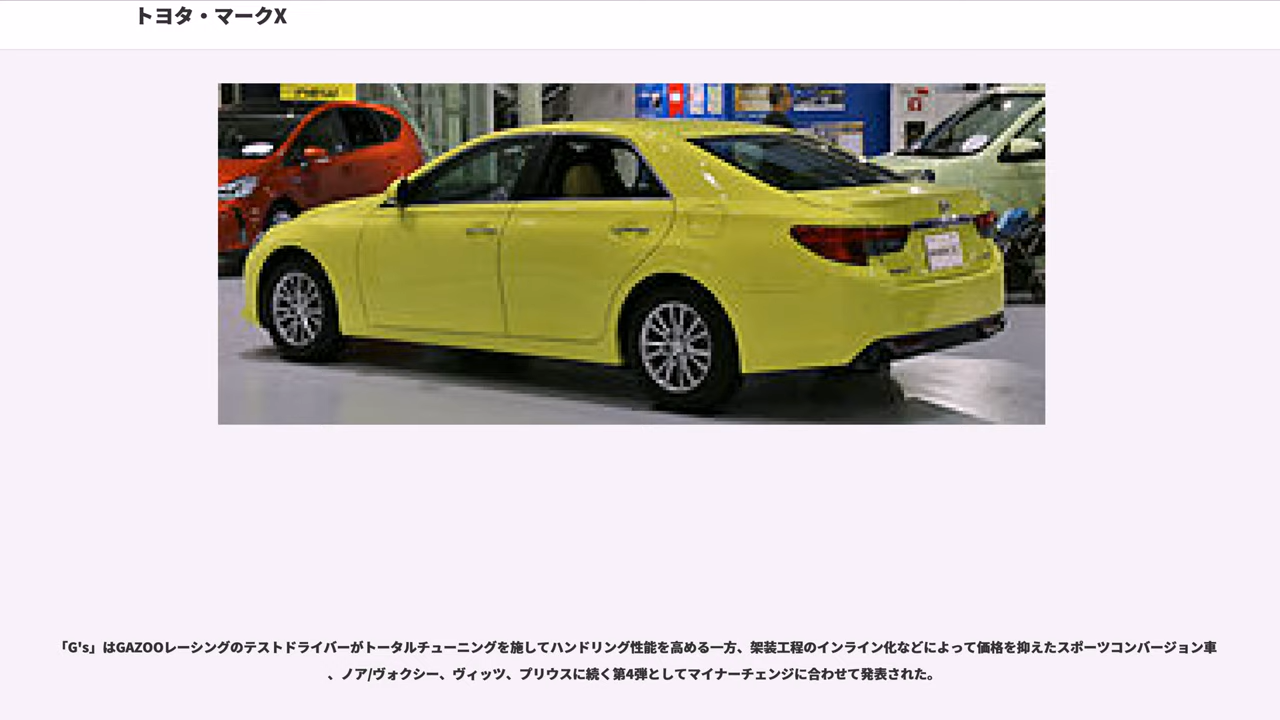 トヨタ・マークX
new
「G's」はGAZOOレーシングのテストドライバーがトータルチューニングを施してハンドリング性能を高める一方、架装工程のインライン化などによって価格を抑えたスポーツコンバージョン車
、ノア/ヴォクシー、ヴィッツ、プリウスに続く第4弾としてマイナーチェンジに合わせて発表された。